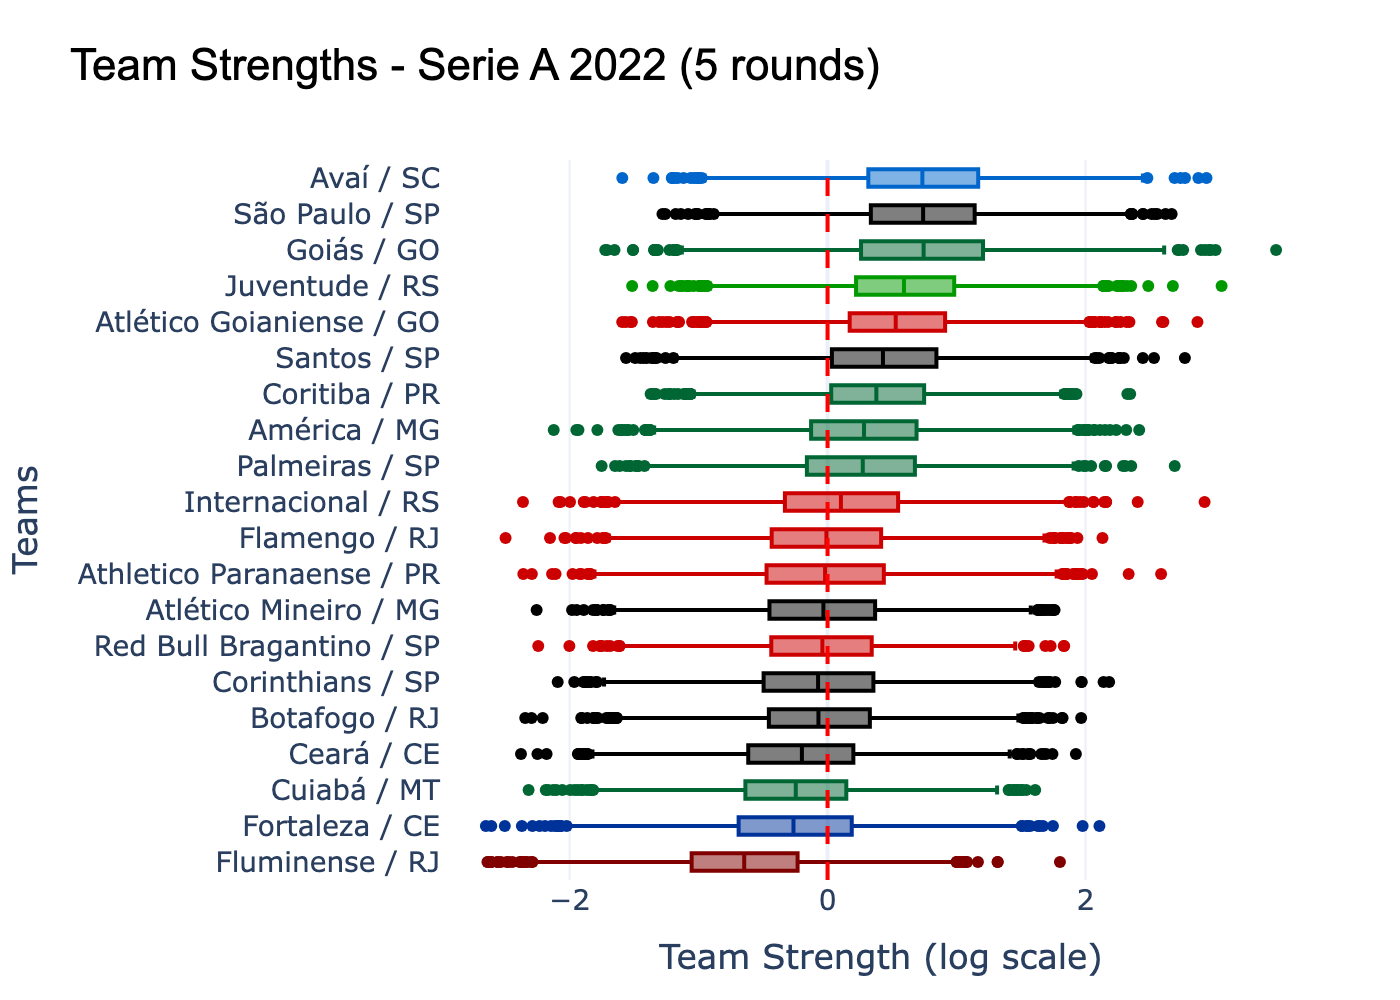 Team Strengths - Serie A 2022 (5 rounds)
Avaí / SC
São Paulo / SP
Goiás / GO
Juventude / RS
Atlético Goianiense / GO
Santos / SP
Coritiba / PR
América / MG
Palmeiras / SP
Internacional / RS
Flamengo / RJ
Athletico Paranaense / PR
Atlético Mineiro / MG
Red Bull Bragantino / SP
Corinthians / SP
Botafogo / RJ
Ceará / CE
Cuiabá / MT
Fortaleza / CE
Fluminense / RJ
Teams
−2 0 2
Team Strength (log scale)